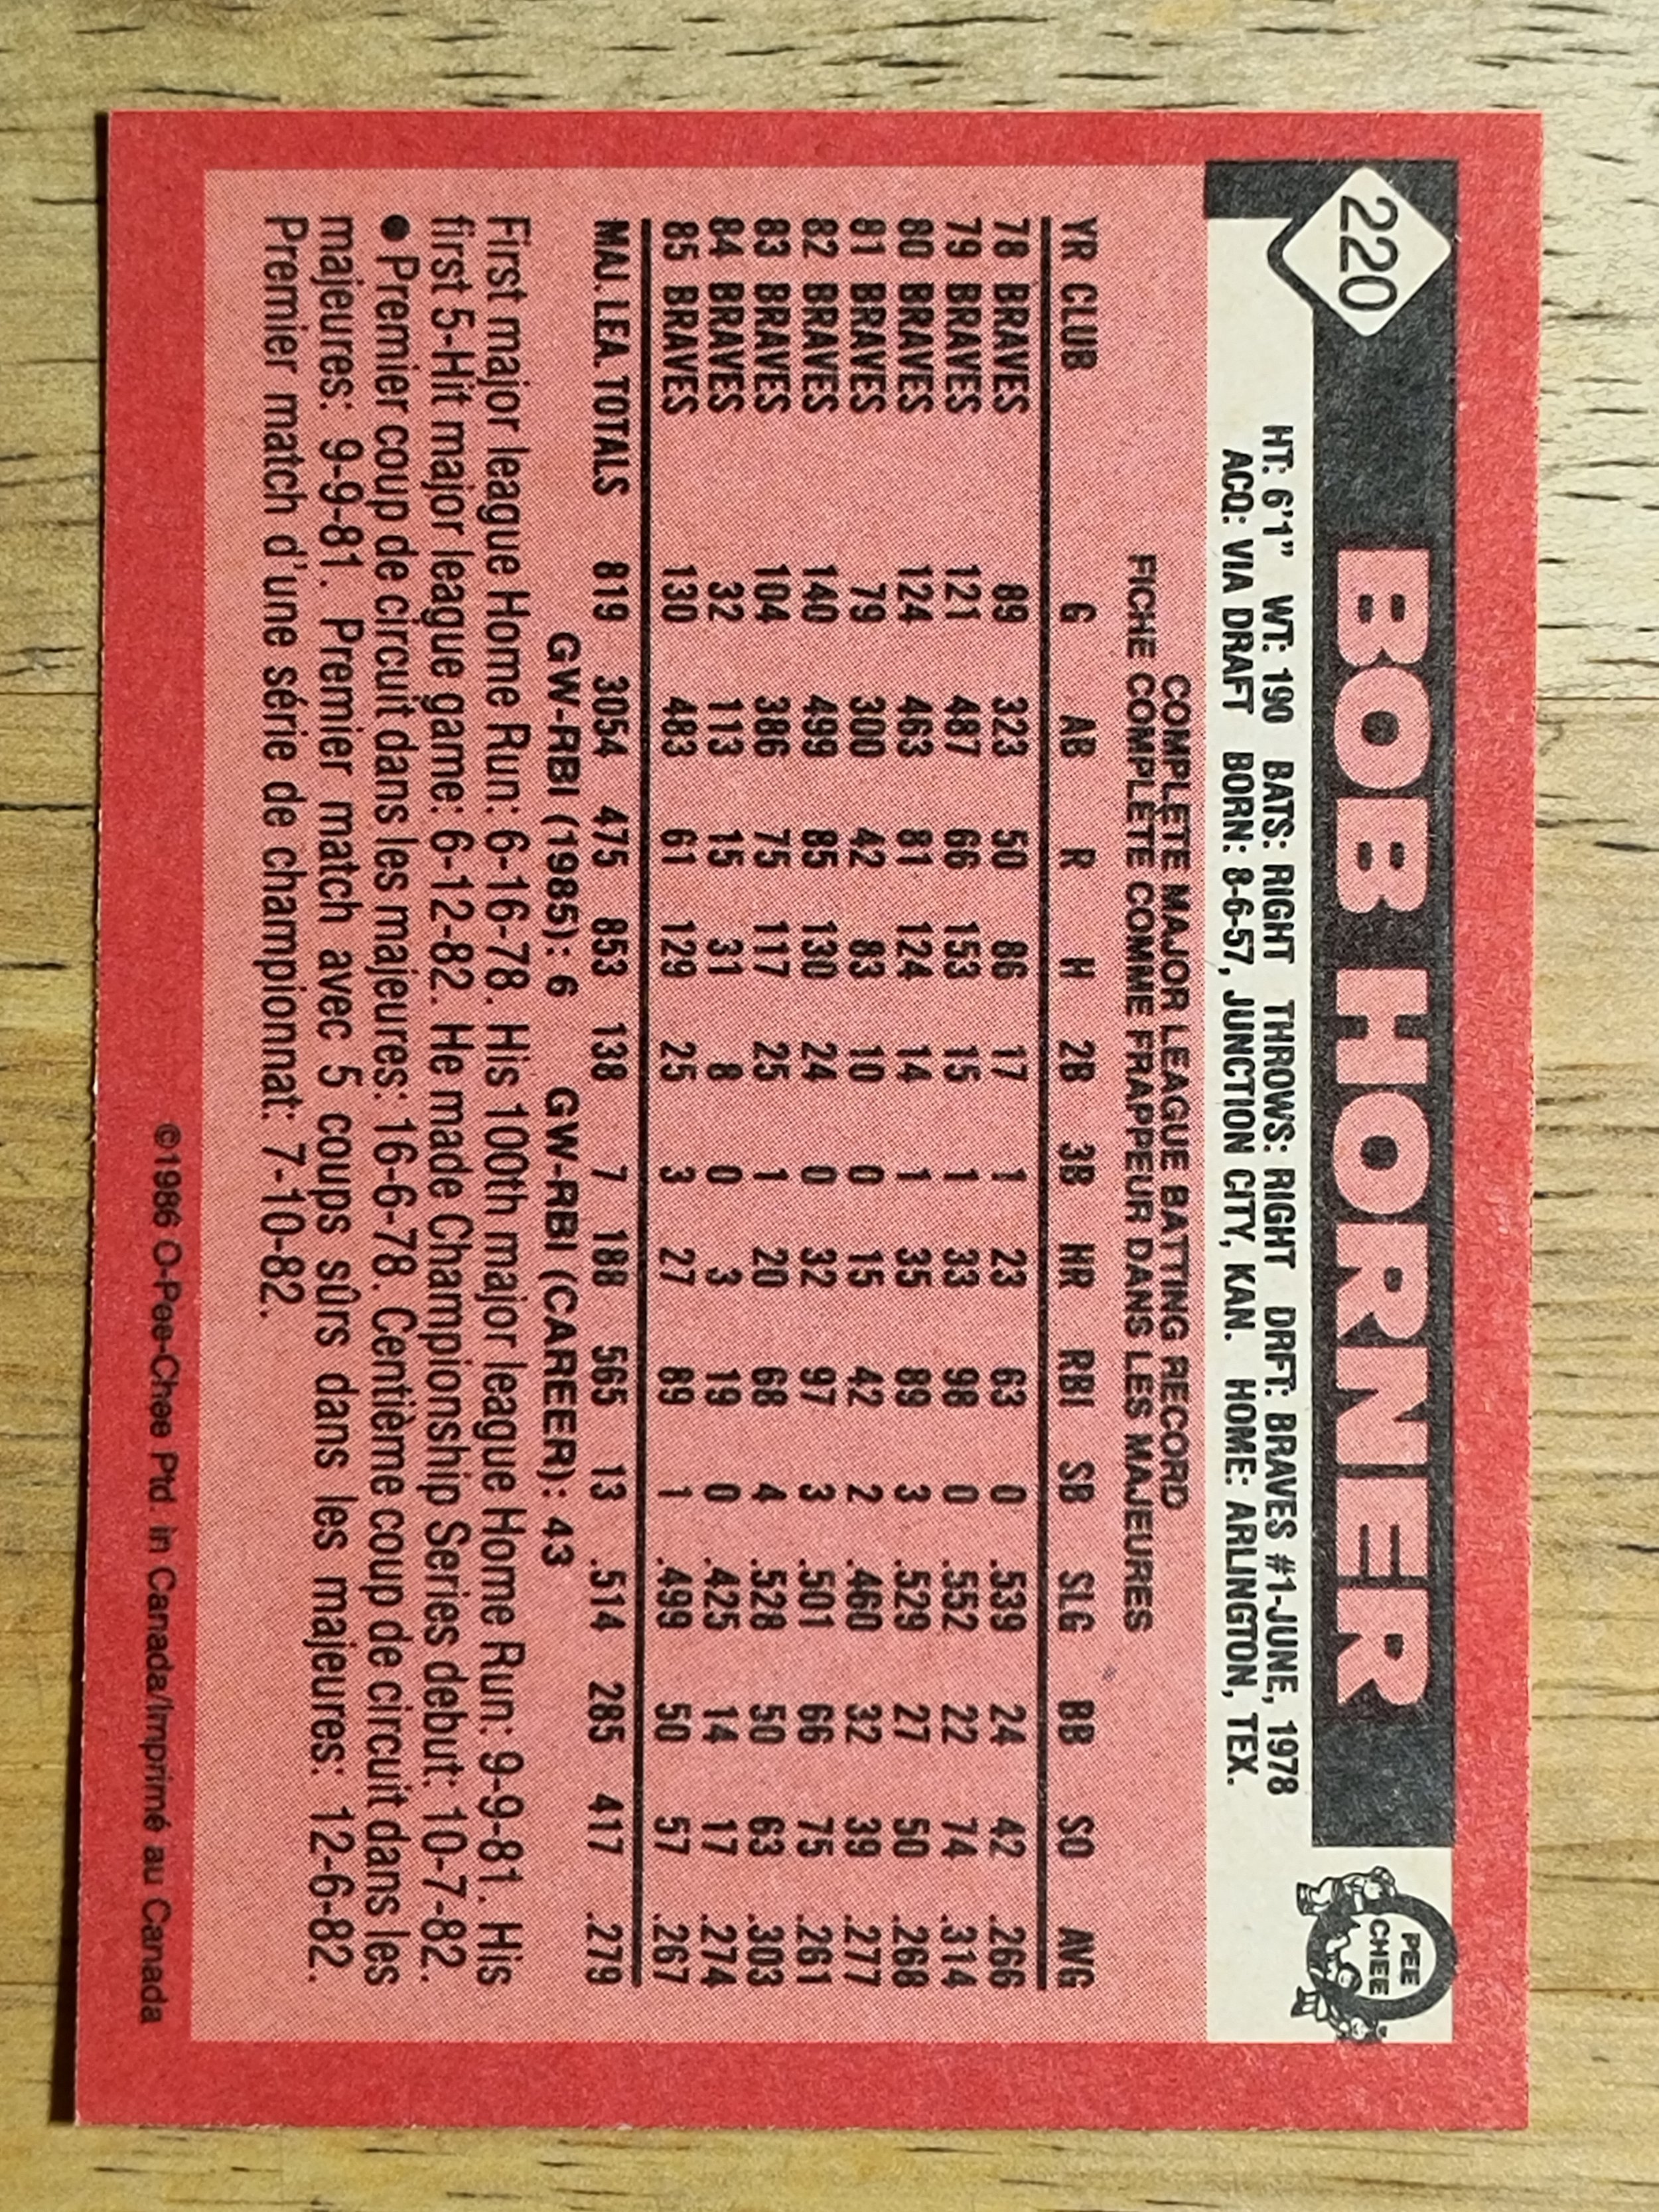 220
BOB HORNER
PEE
CHEE
HT: 6'1" WT: 190 BATS: RIGHT THROWS: RIGHT DRFT: BRAVES #1-JUNE, 1978
ACQ: VIA DRAFT BORN: 8-6-57, JUNCTION CITY, KAN. HOME: ARLINGTON, TEX.
COMPLETE MAJOR LEAGUE BATTING RECORD
FICHE COMPLETE COMME FRAPPEUR DANS LES MAJEURES
YR CLUB G AB R H 2B 3B HR RBI SB SLG BB SO AVG
78 BRAVES 89 323 50 86 17 1 23 63 0 .539 24 42 .266
79 BRAVES 121 487 66 153 15 1 33 98 0 .552 22 74 .314
80 BRAVES 124 463 81 124 14 1 35 89 3 .529 27 50 .268
81 BRAVES 79 300 42 83 10 0 15 42 2 .460 32 39 .277
82 BRAVES 140 499 85 130 24 0 32 97 3 .501 66 75 .261
83 BRAVES 104 386 75 117 25 1 20 68 4 .528 50 63 .303
84 BRAVES 32 113 15 31 8 0 3 19 0 .425 14 17 .274
85 BRAVES 130 483 61 129 25 3 27 89 1 .499 50 57 .267
MAJ. LEA. TOTALS 819 3054 475 853 138 7 188 565 13 .514 285 417 .279
GW-RBI (1985): 6 GW-RBI (CAREER): 43
First major league Home Run: 6-16-78. His 100th major league Home Run: 9-9-81. His
first 5-Hit major league game: 6-12-82. He made Championship Series debut: 10-7-82.
● Premier coup de circuit dans les majeures: 16-6-78. Centième coup de circuit dans les
majeures: 9-9-81. Premier match avec 5 coups sûrs dans les majeures: 12-6-82.
Premier match d'une série de championnat: 7-10-82.
©1986 O-Pee-Chee Ptd. in Canada/Imprimé au Canada